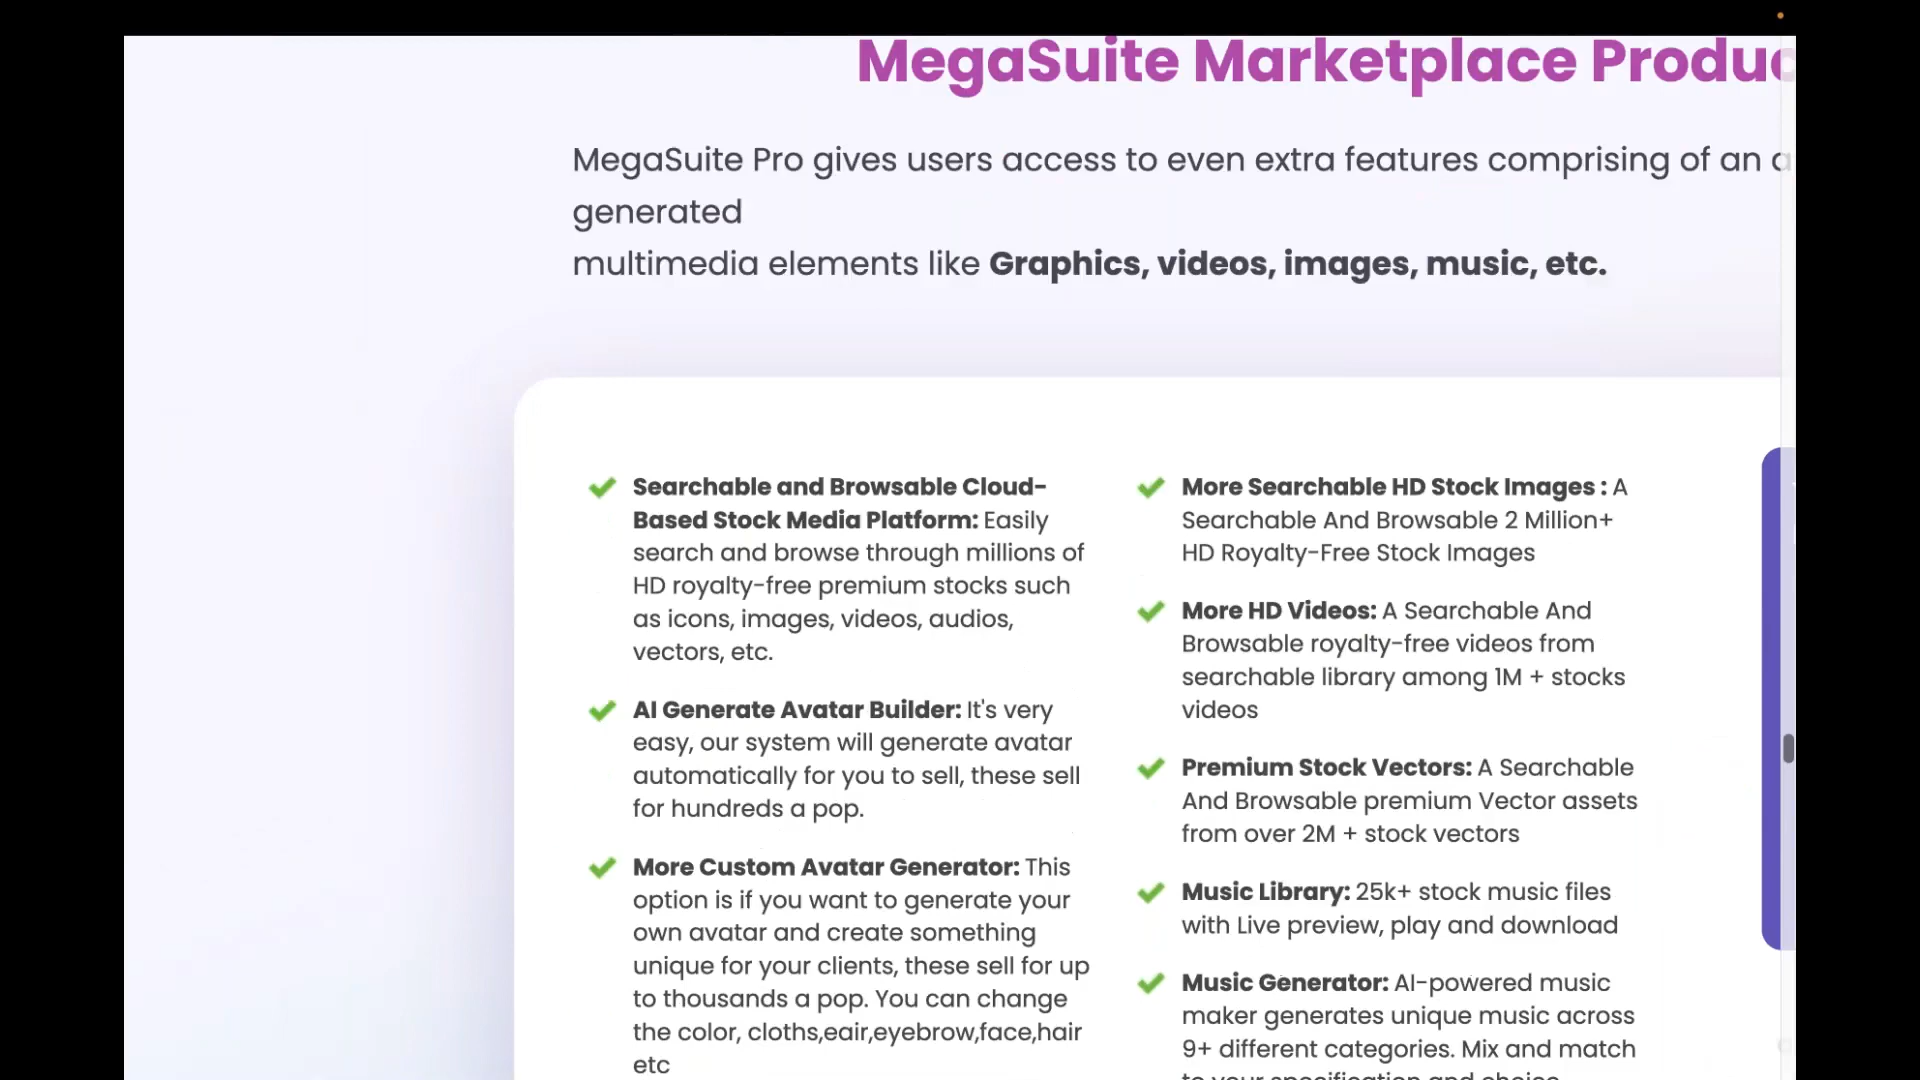 MegaSuite Marketplace
MegaSuite Pro gives users access to even extra features comprising of an
generated
multimedia elements like Graphics, videos, images, music, etc.
Searchable and Browsable Cloud-
Based Stock Media Platform: Easily
search and browse through millions of
HD royalty-free premium stocks such
as icons, images, videos, audios,
vectors, etc.
AI Generate Avatar Builder: It's very
easy, our system will generate avatar
automatically for you to sell, these sell
for hundreds a pop.
More Custom Avatar Generator: This
option is if you want to generate your
own avatar and create something
unique for your clients, these sell for up
to thousands a pop. You can change
the color, cloths,eair,eyebrow,face,hair
etc
More Searchable HD Stock Images : A
Searchable And Browsable 2 Million+
HD Royalty-Free Stock Images
More HD Videos: A Searchable And
Browsable royalty-free videos from
searchable library among 1M + stocks
videos
Premium Stock Vectors: A Searchable
And Browsable premium Vector assets
from over 2M + stock vectors
Music Library: 25k+ stock music files
with Live preview, play and download
Music Generator: AI-powered music
maker generates unique music across
9+ different categories. Mix and match
to your specification and choice